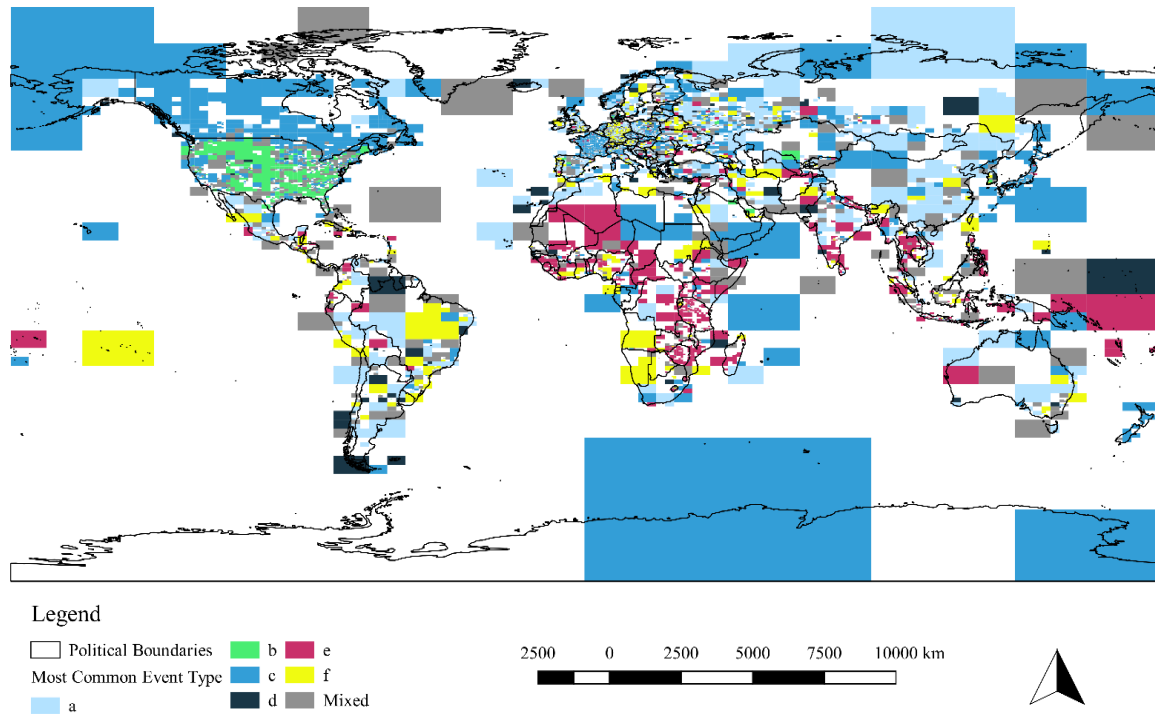 Legend
Political Boundaries
Most Common Event Type
a
b
c
d
e
f
Mixed
2500 0 2500 5000 7500 10000 km